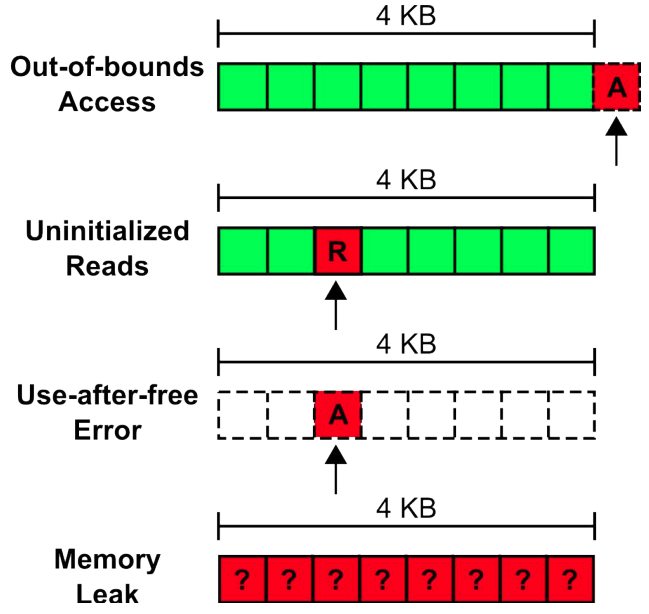 4 KB
Out-of-bounds
Access
A
4 KB
Uninitialized
Reads
R
4 KB
Use-after-free
Error
A
4 KB
Memory
Leak
? ? ? ? ? ? ? ?